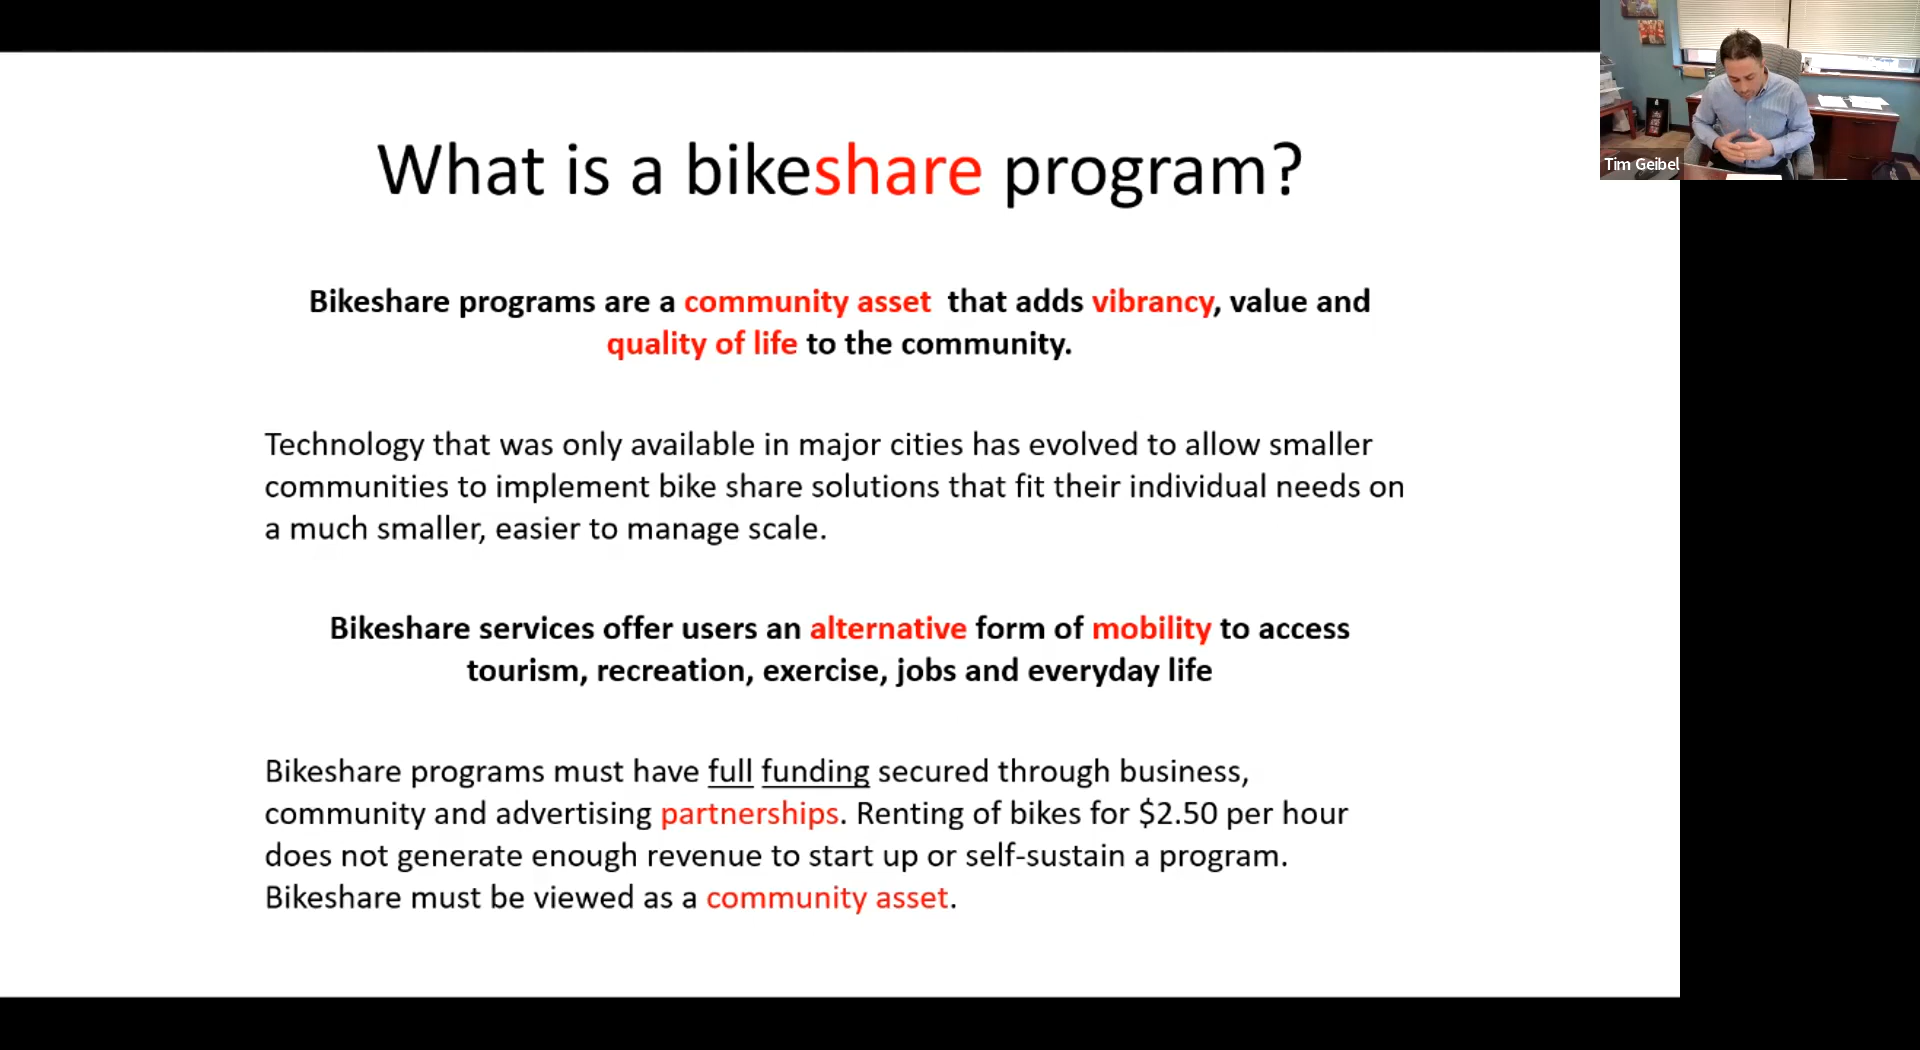 What is a bikeshare program?
Tim Geibel
Bikeshare programs are a community asset that adds vibrancy, value and
quality of life to the community.
Technology that was only available in major cities has evolved to allow smaller
communities to implement bike share solutions that fit their individual needs on
a much smaller, easier to manage scale.
Bikeshare services offer users an alternative form of mobility to access
tourism, recreation, exercise, jobs and everyday life
Bikeshare programs must have full funding secured through business,
community and advertising partnerships. Renting of bikes for $2.50 per hour
does not generate enough revenue to start up or self-sustain a program.
Bikeshare must be viewed as a community asset.